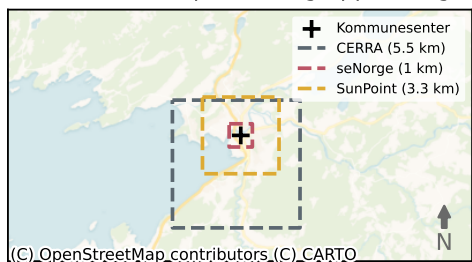 Kommunesenter
CERRA (5.5 km)
seNorge (1 km)
SunPoint (3.3 km)
N
(C) OpenStreetMap contributors (C) CARTO